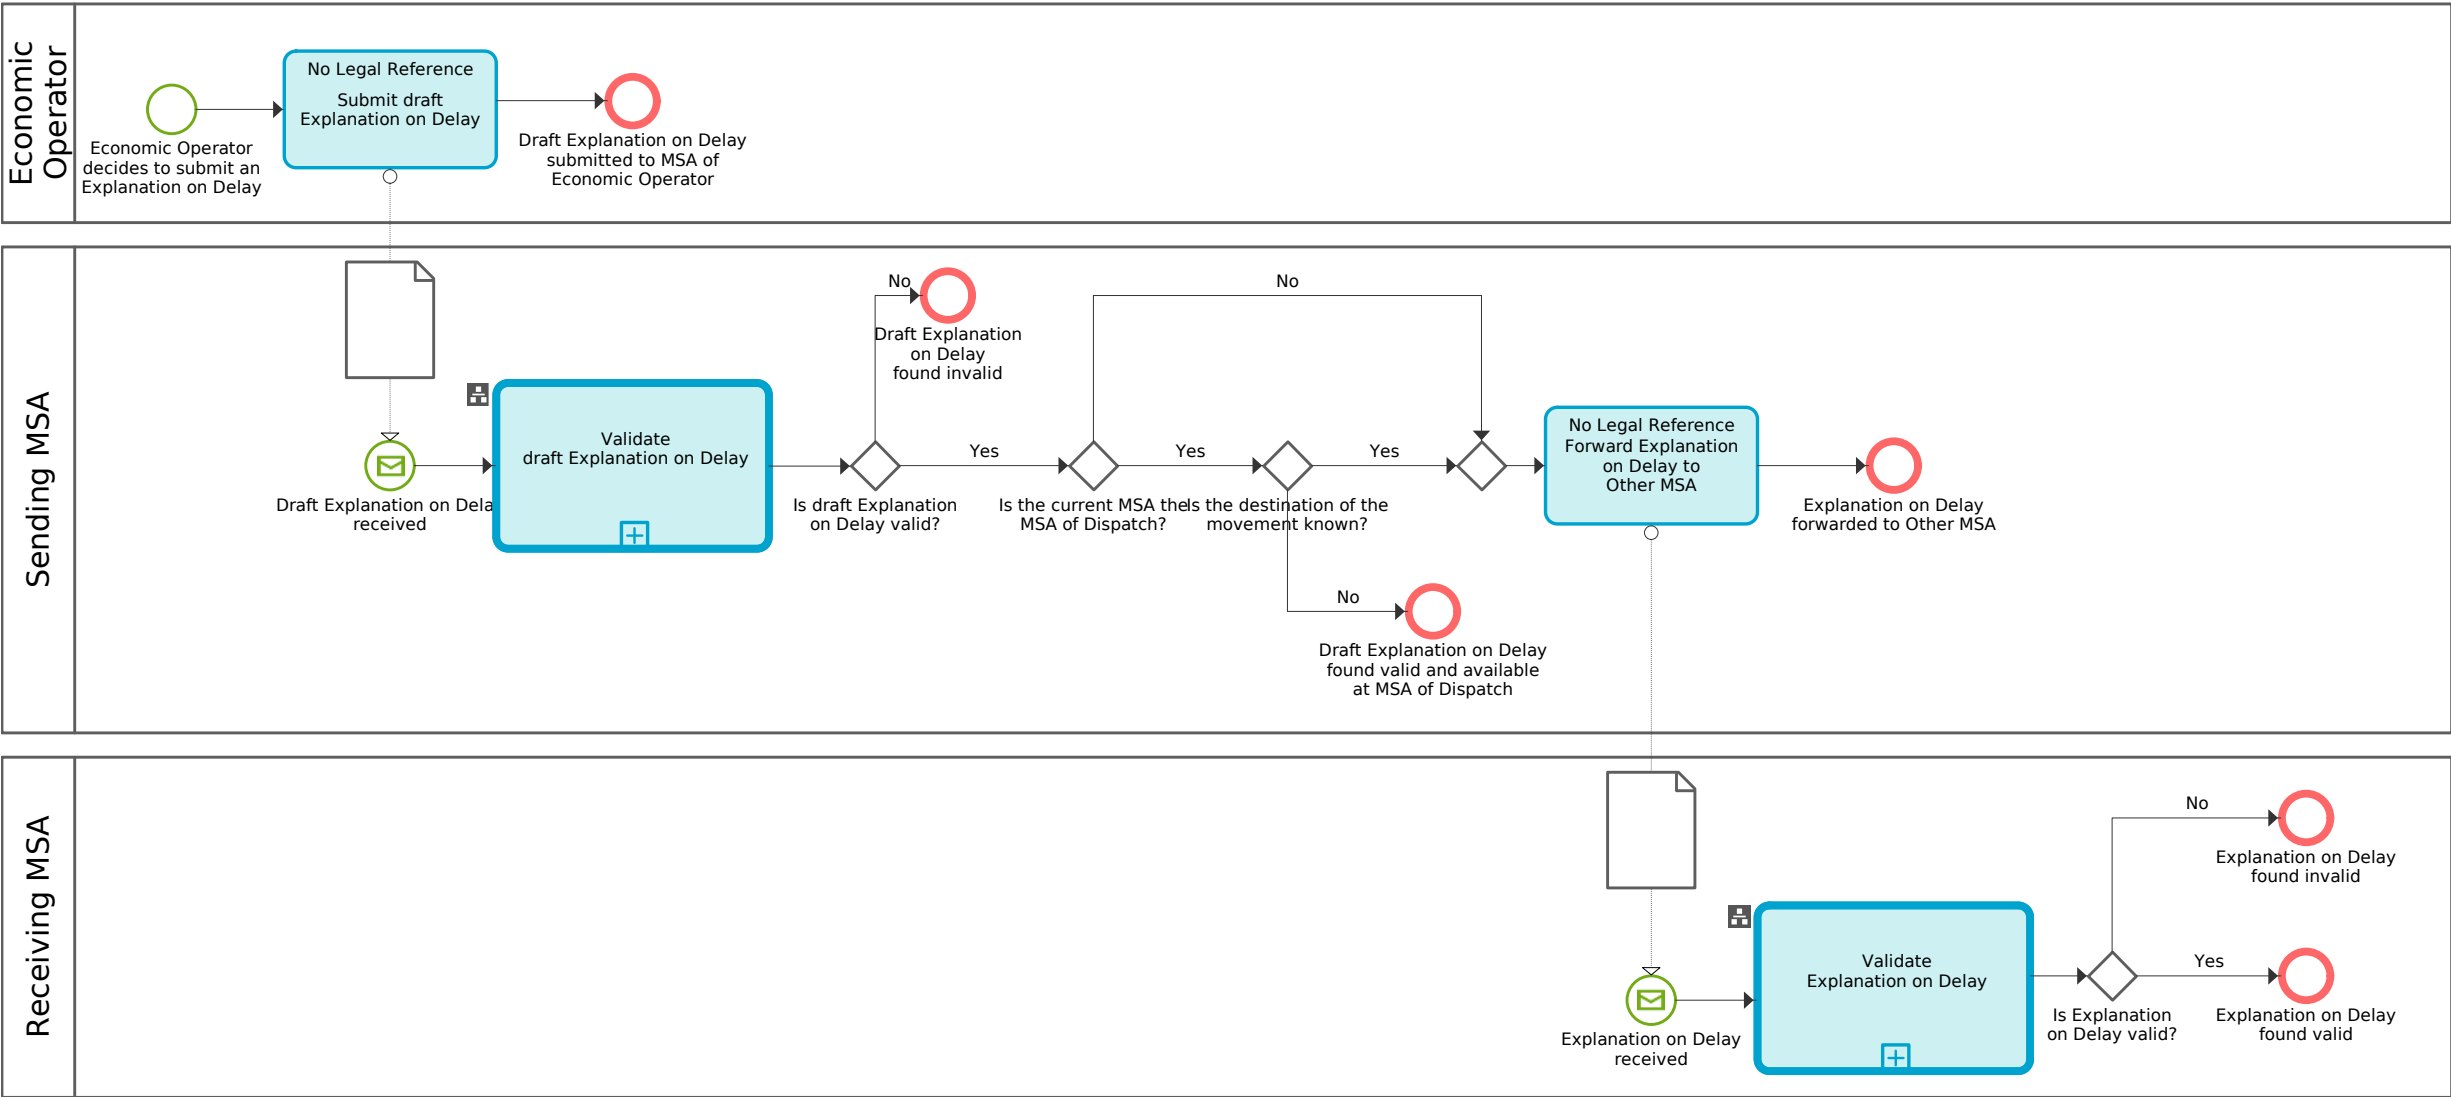 Economic
Operator
No Legal Reference
Submit draft
Explanation on Delay
Economic Operator
decides to submit an
Explanation on Delay
Draft Explanation on Delay
submitted to MSA of
Economic Operator
Sending MSA
No
Draft Explanation
on Delay
found invalid
No
Validate
draft Explanation on Delay
Draft Explanation on Dela
received
Is draft Explanation
on Delay valid?
Yes
Is the current MSA the
MSA of Dispatch?
Yes
Is the destination of the
movement known?
Yes
No Legal Reference
Forward Explanation
on Delay to
Other MSA
Explanation on Delay
forwarded to Other MSA
No
Draft Explanation on Delay
found valid and available
at MSA of Dispatch
Receiving MSA
Explanation on Delay
received
Validate
Explanation on Delay
Is Explanation
on Delay valid?
No
Explanation on Delay
found invalid
Yes
Explanation on Delay
found valid